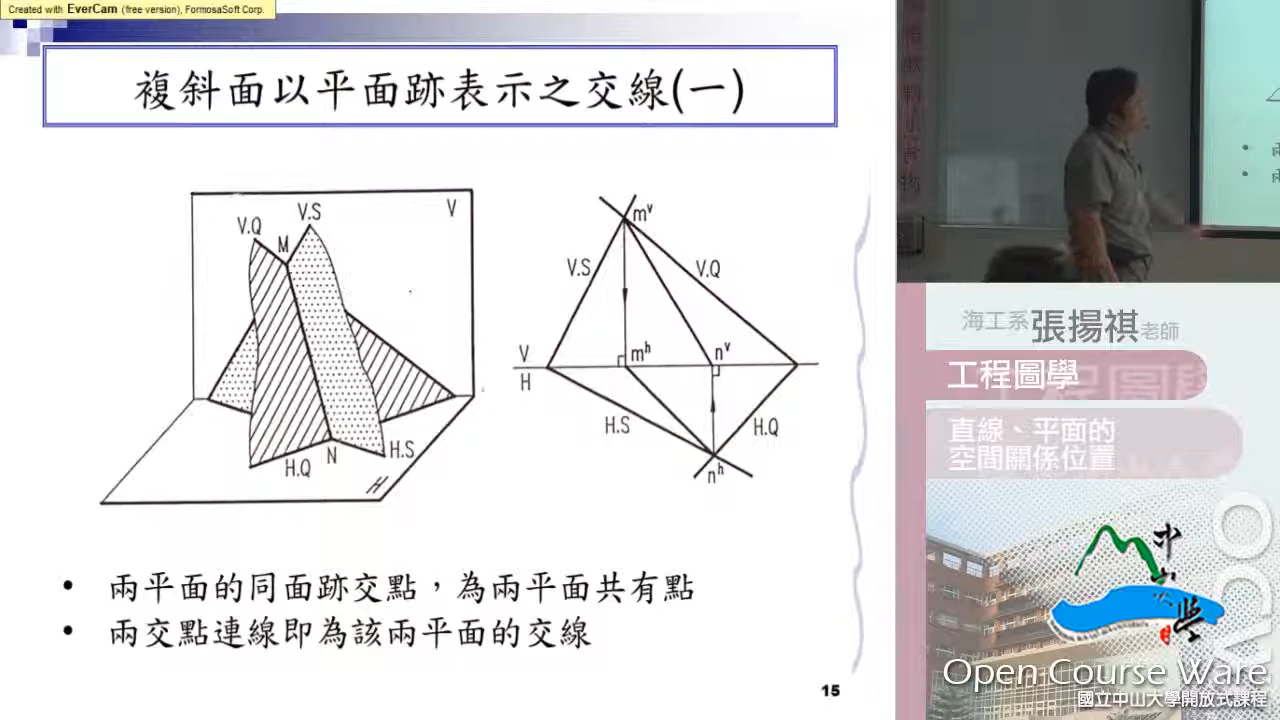 Created with EverCam (free version), FormosaSoft Corp.
複斜面以平面跡表示之交線(一)
V
V.Q
M
V.S
H.Q
N
H.S
H
mᵛ
V.S
V.Q
V
H
mʰ
nᵛ
H.S
H.Q
nʰ
• 兩平面的同面跡交點，為兩平面共有點
• 兩交點連線即為該兩平面的交線
15
海工系 張揚祺 老師
工程圖學
直線、平面的
空間關係位置
Open Course Ware
國立中山大學開放式課程